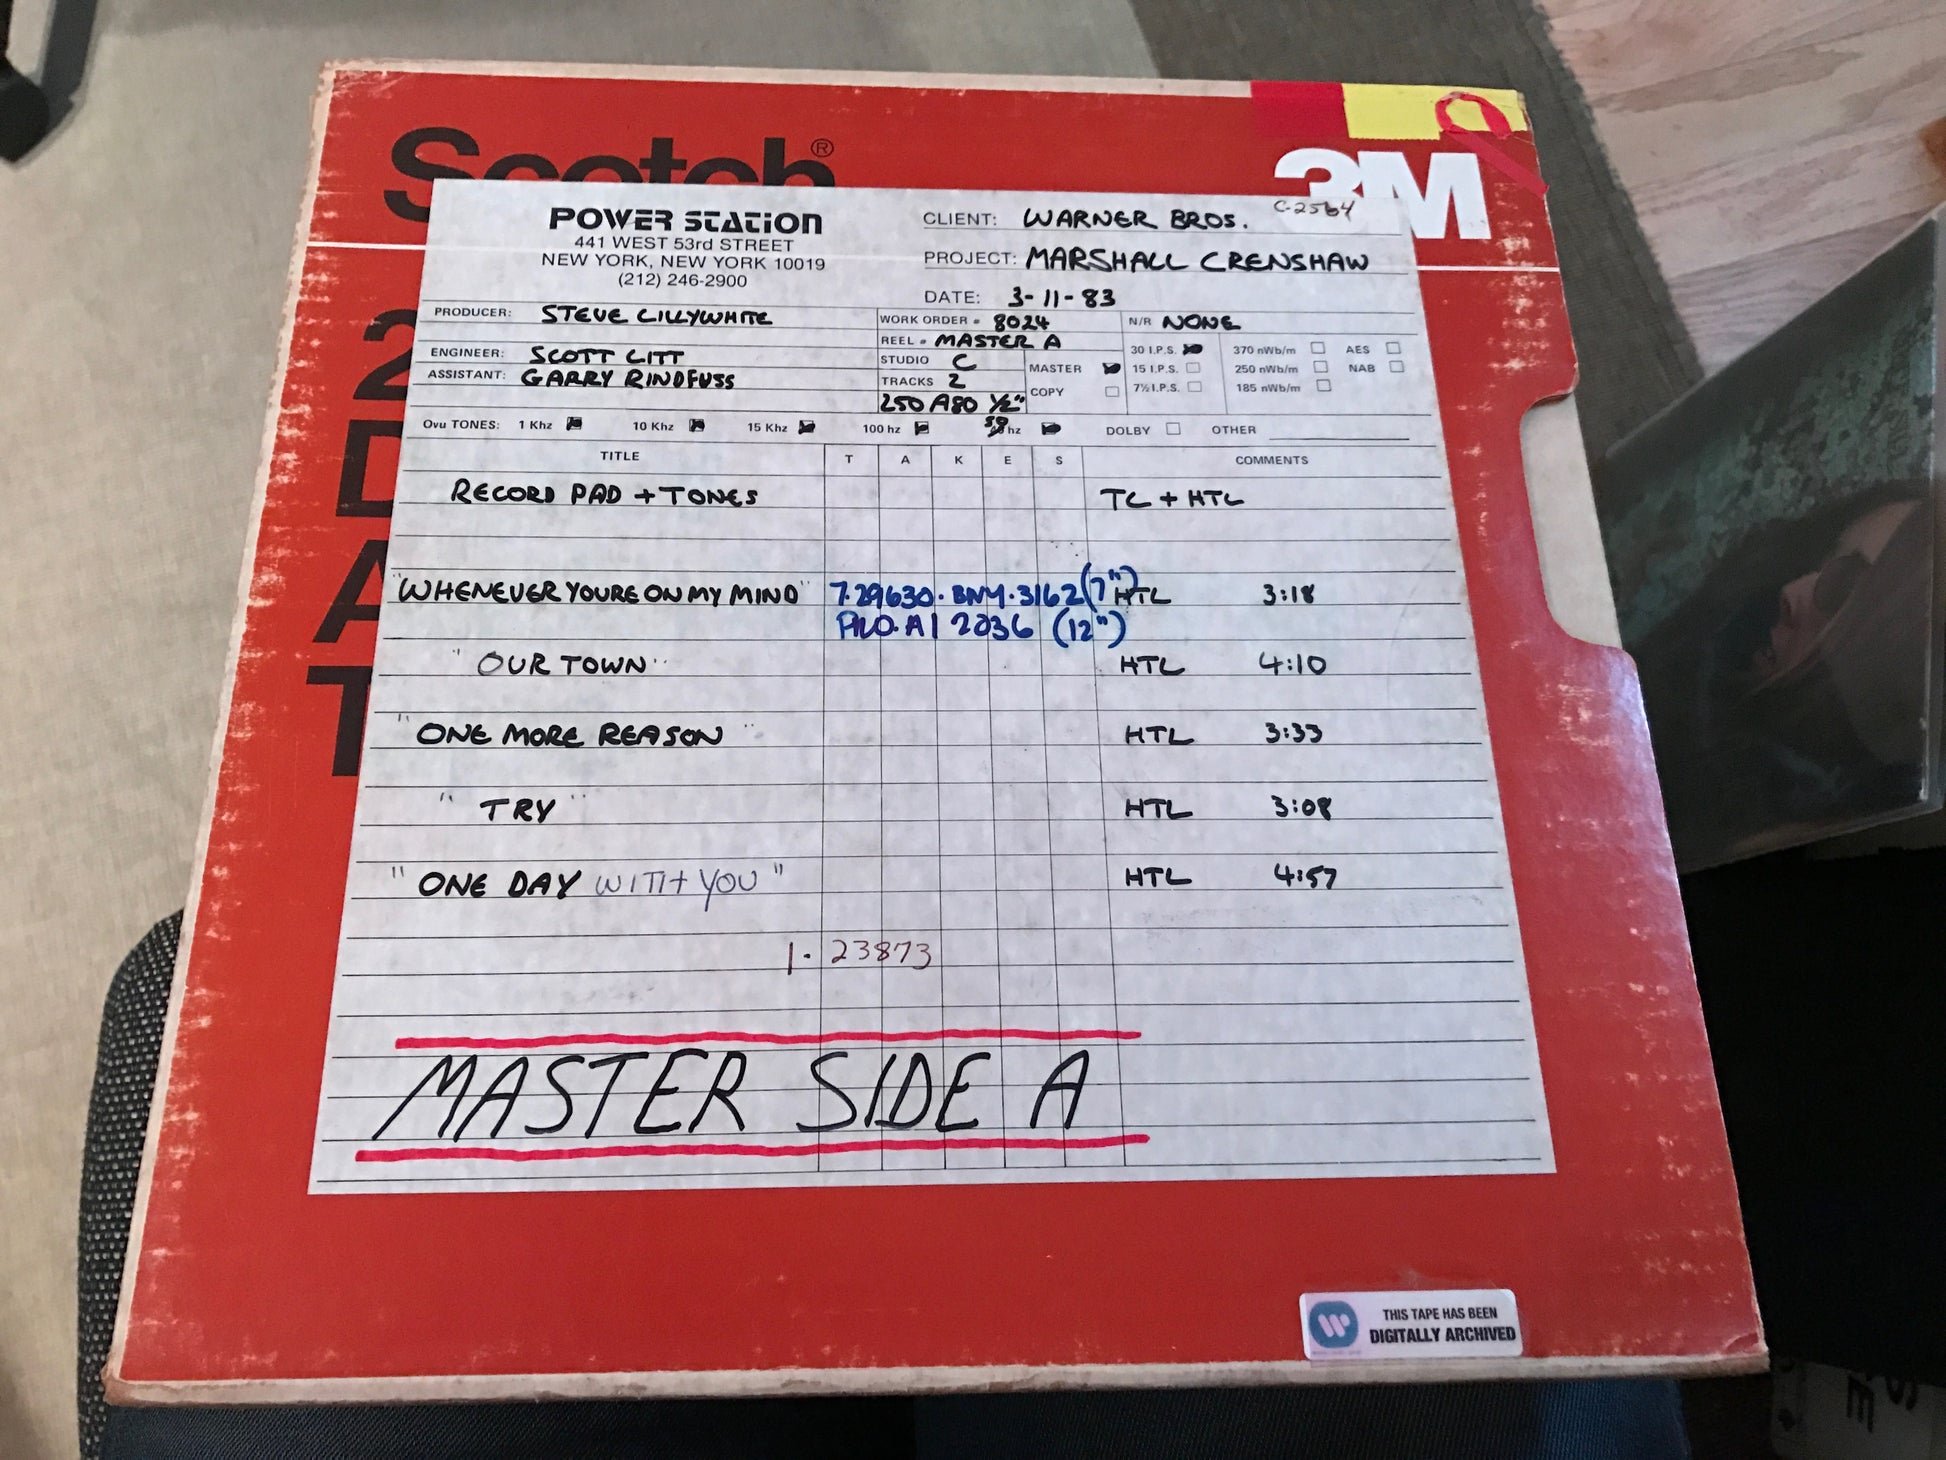 Scotch®
3M
POWER STATION
441 WEST 53rd STREET
NEW YORK, NEW YORK 10019
(212) 246-2900
C-2564
CLIENT: WARNER BROS.
PROJECT: MARSHALL CRENSHAW
DATE: 3-11-83
PRODUCER: STEVE LILLYWHITE
ENGINEER: SCOTT LITT
ASSISTANT: GARRY RINDFUSS
WORK ORDER # 8024
REEL # MASTER A
STUDIO C
TRACKS 2
250 A80 ½"
MASTER
COPY
N/R NONE
30 I.P.S.
15 I.P.S.
7½ I.P.S.
370 nWb/m
250 nWb/m
185 nWb/m
AES
NAB
Ovu TONES: 1 Khz 10 Khz 15 Khz 100 hz 50 hz DOLBY OTHER
TITLE T A K E S COMMENTS
RECORD PAD + TONES TC + HTL
"WHENEVER YOURE ON MY MIND" 7.29630. BNY.3162 (7") HTL 3:18
PRO.A1 2036 (12")
"OUR TOWN" HTL 4:10
"ONE MORE REASON" HTL 3:33
"TRY" HTL 3:08
"ONE DAY WITH YOU" HTL 4:57
1.23873
MASTER SIDE A
2
D
A
T
THIS TAPE HAS BEEN
DIGITALLY ARCHIVED